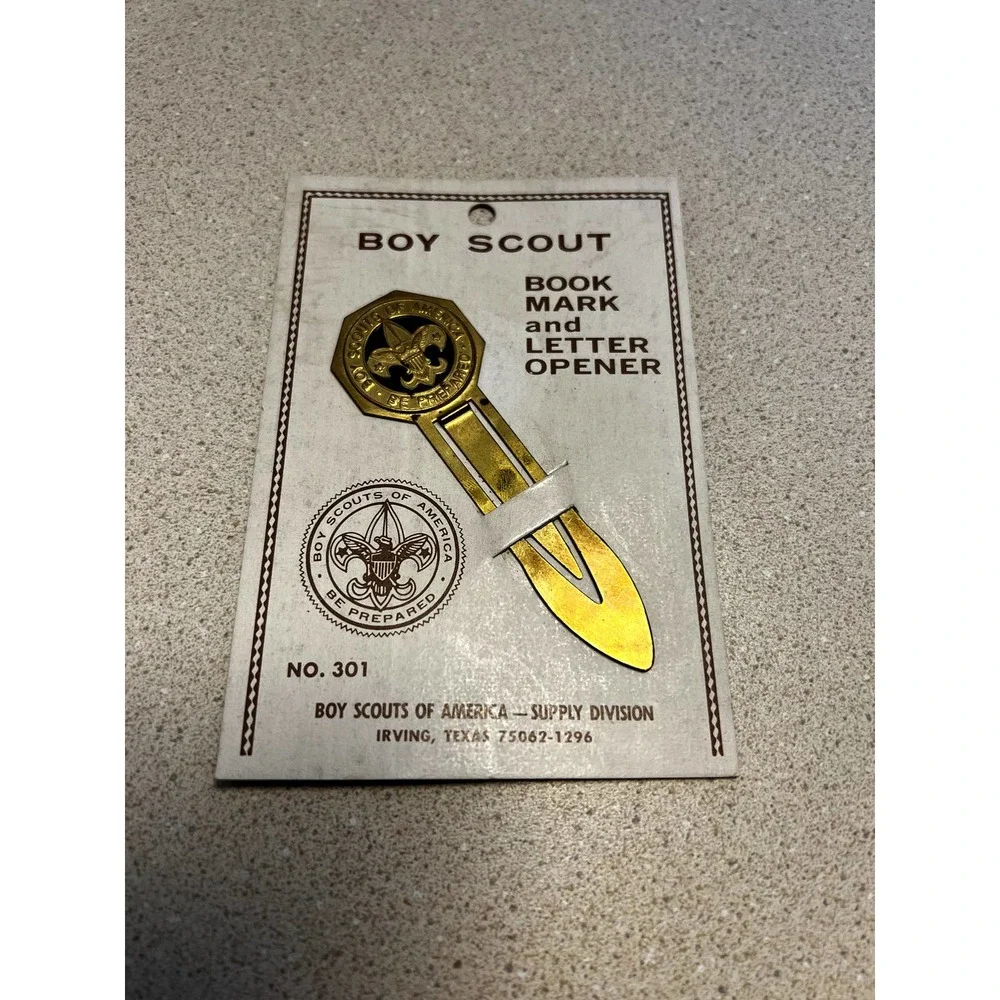 BOY SCOUT
BOOK
MARK
and
LETTER
OPENER
BOY SCOUTS OF AMERICA
• BE PREPARED •
BOY SCOUTS OF AMERICA
• BE PREPARED •
NO. 301
BOY SCOUTS OF AMERICA — SUPPLY DIVISION
IRVING, TEXAS 75062-1296